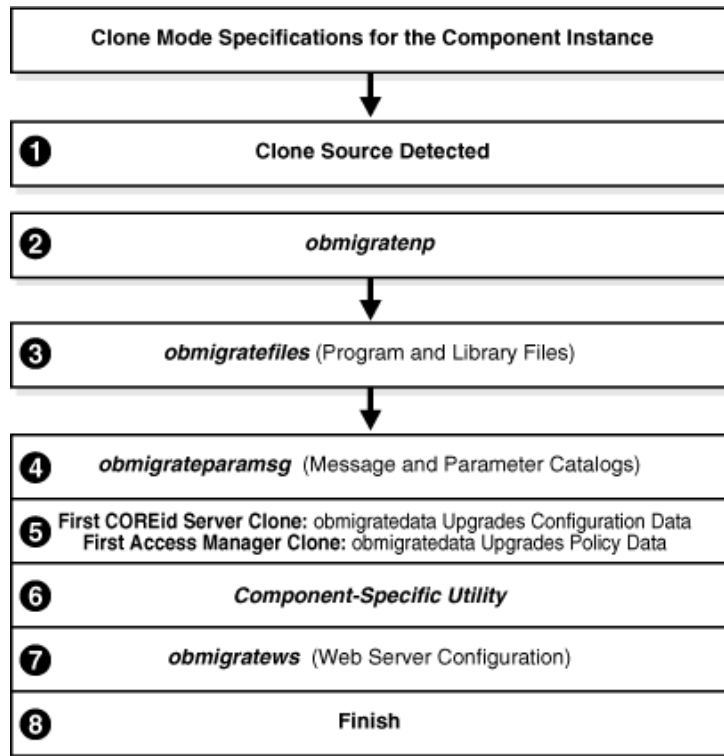 Clone Mode Specifications for the Component Instance
1 Clone Source Detected
2 obmigratenp
3 obmigratefiles (Program and Library Files)
4 obmigrateparamsg (Message and Parameter Catalogs)
5 First COREid Server Clone: obmigratedata Upgrades Configuration Data
First Access Manager Clone: obmigratedata Upgrades Policy Data
6 Component-Specific Utility
7 obmigratews (Web Server Configuration)
8 Finish